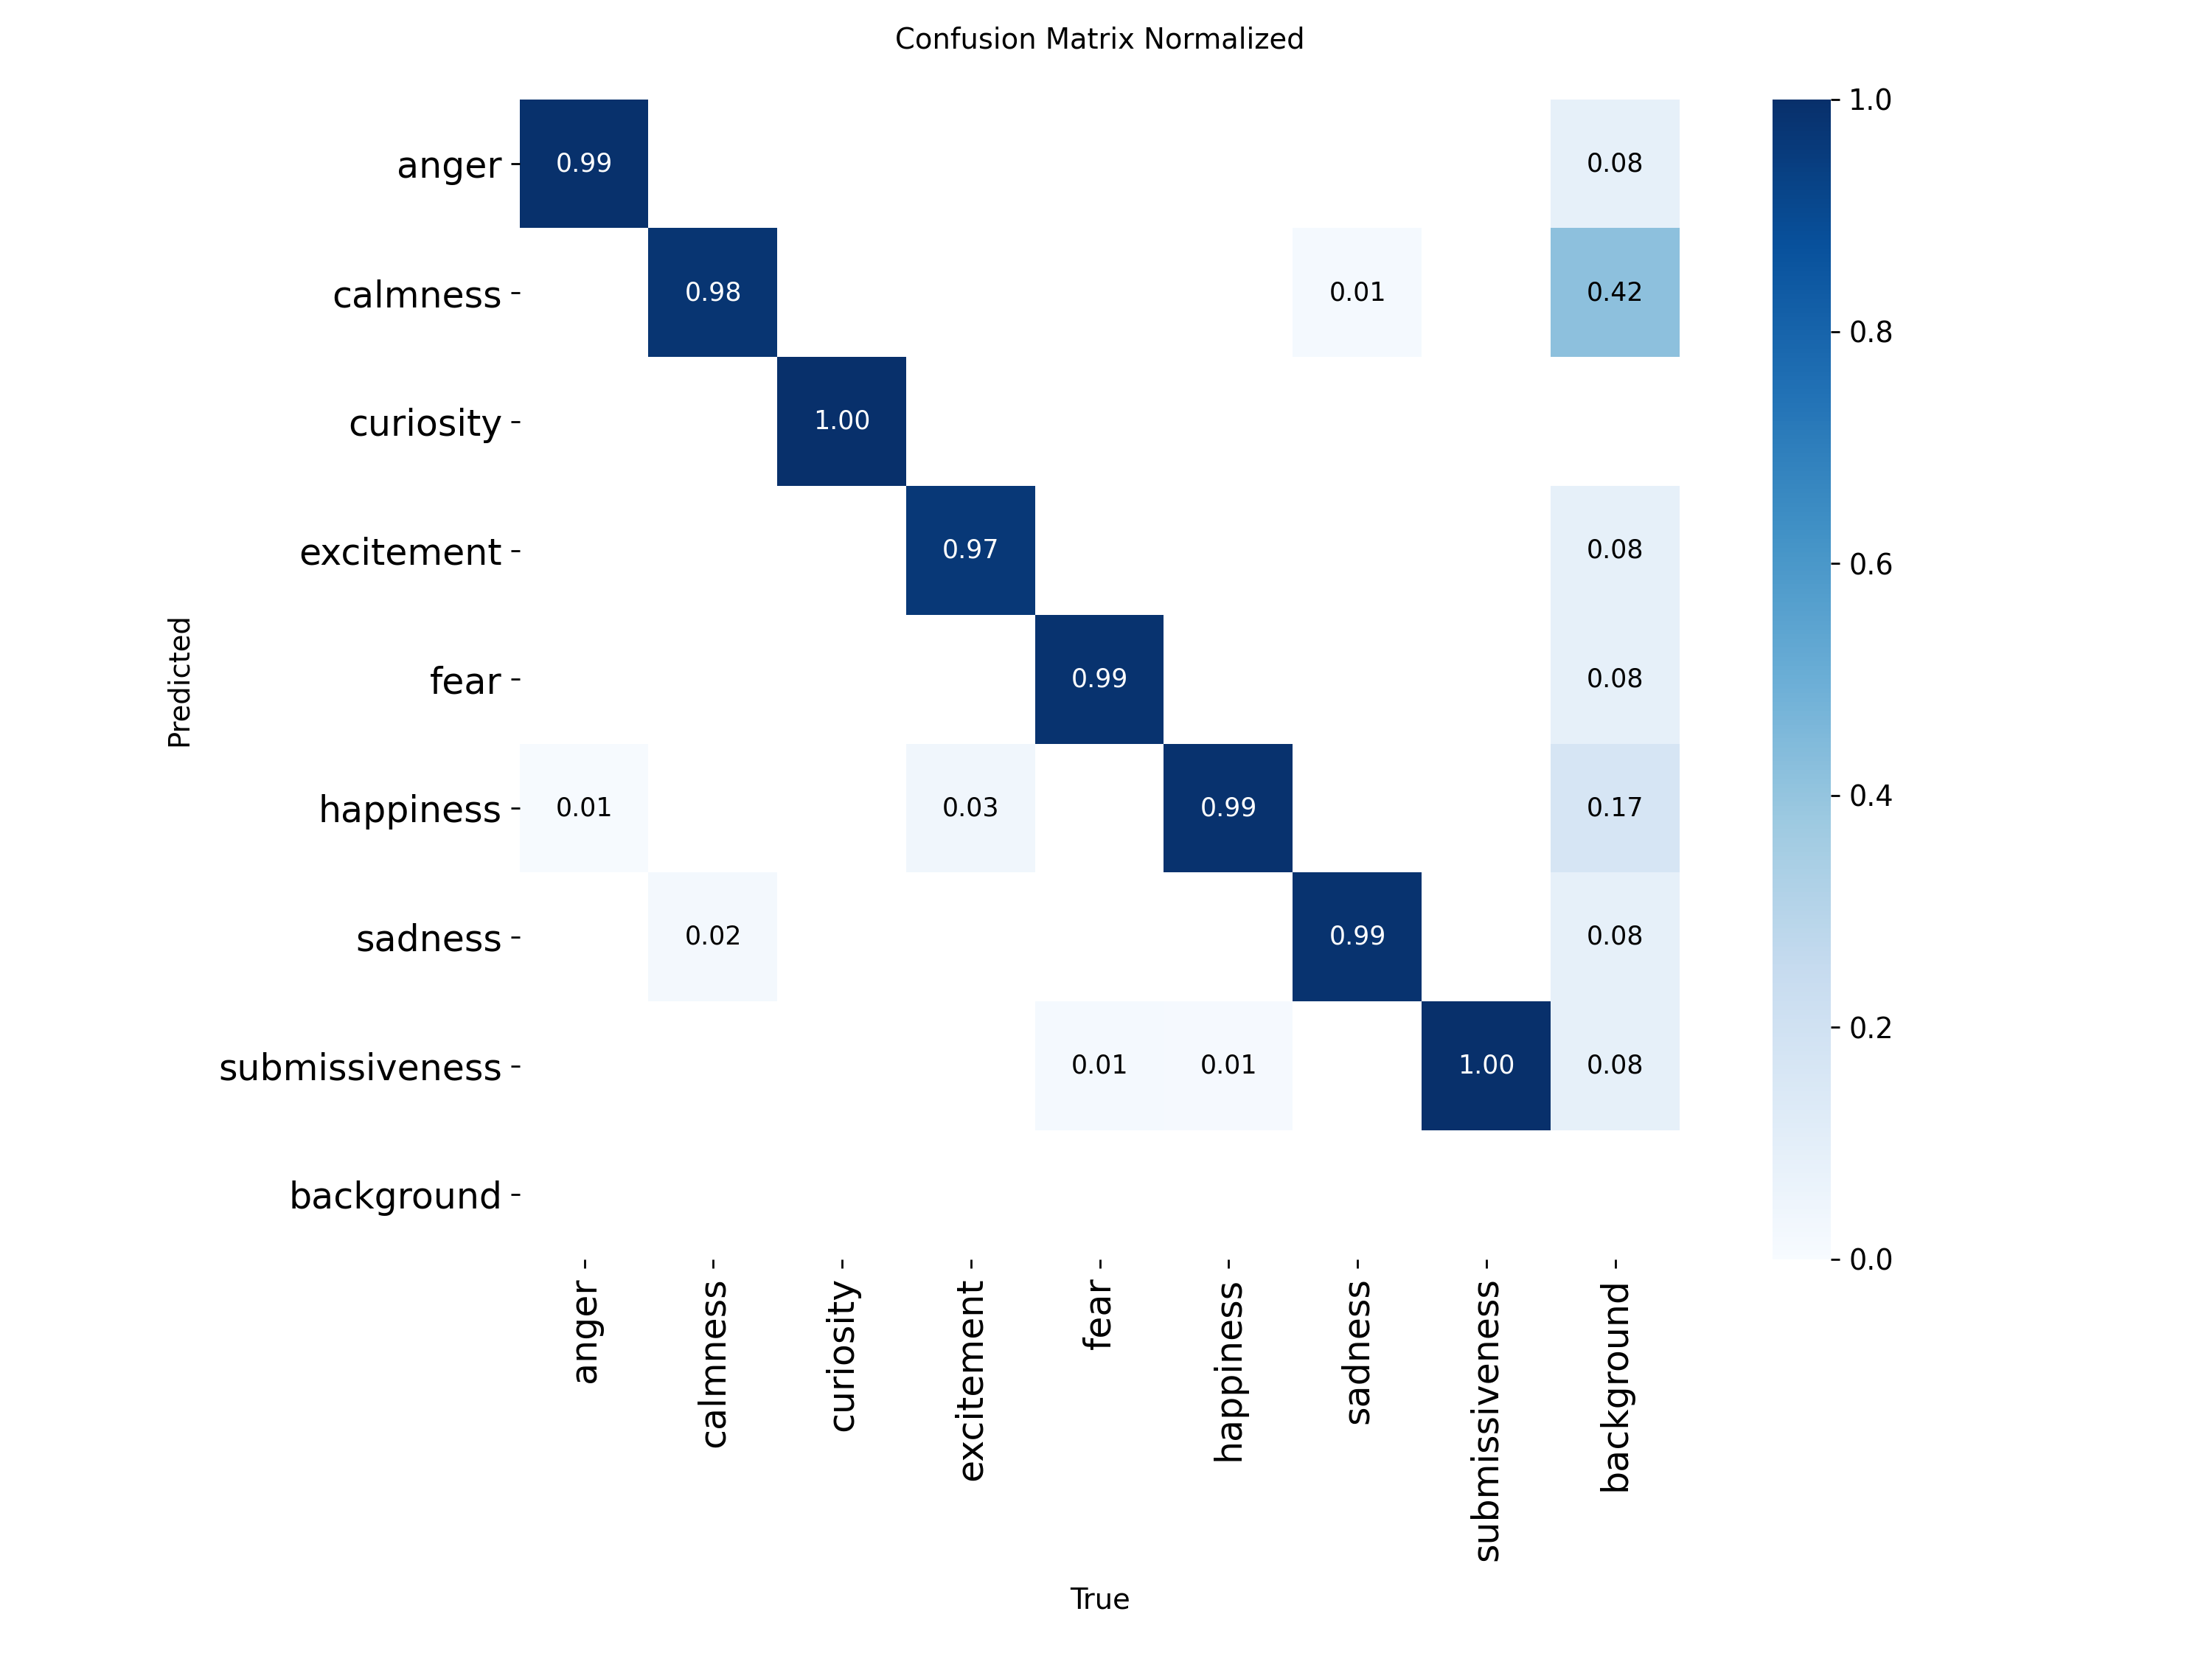 Confusion Matrix Normalized
anger 0.99 0.08
calmness 0.98 0.01 0.42
curiosity 1.00
excitement 0.97 0.08
fear 0.99 0.08
happiness 0.01 0.03 0.99 0.17
sadness 0.02 0.99 0.08
submissiveness 0.01 0.01 1.00 0.08
background
Predicted
anger calmness curiosity excitement fear happiness sadness submissiveness background
True
1.0
0.8
0.6
0.4
0.2
0.0